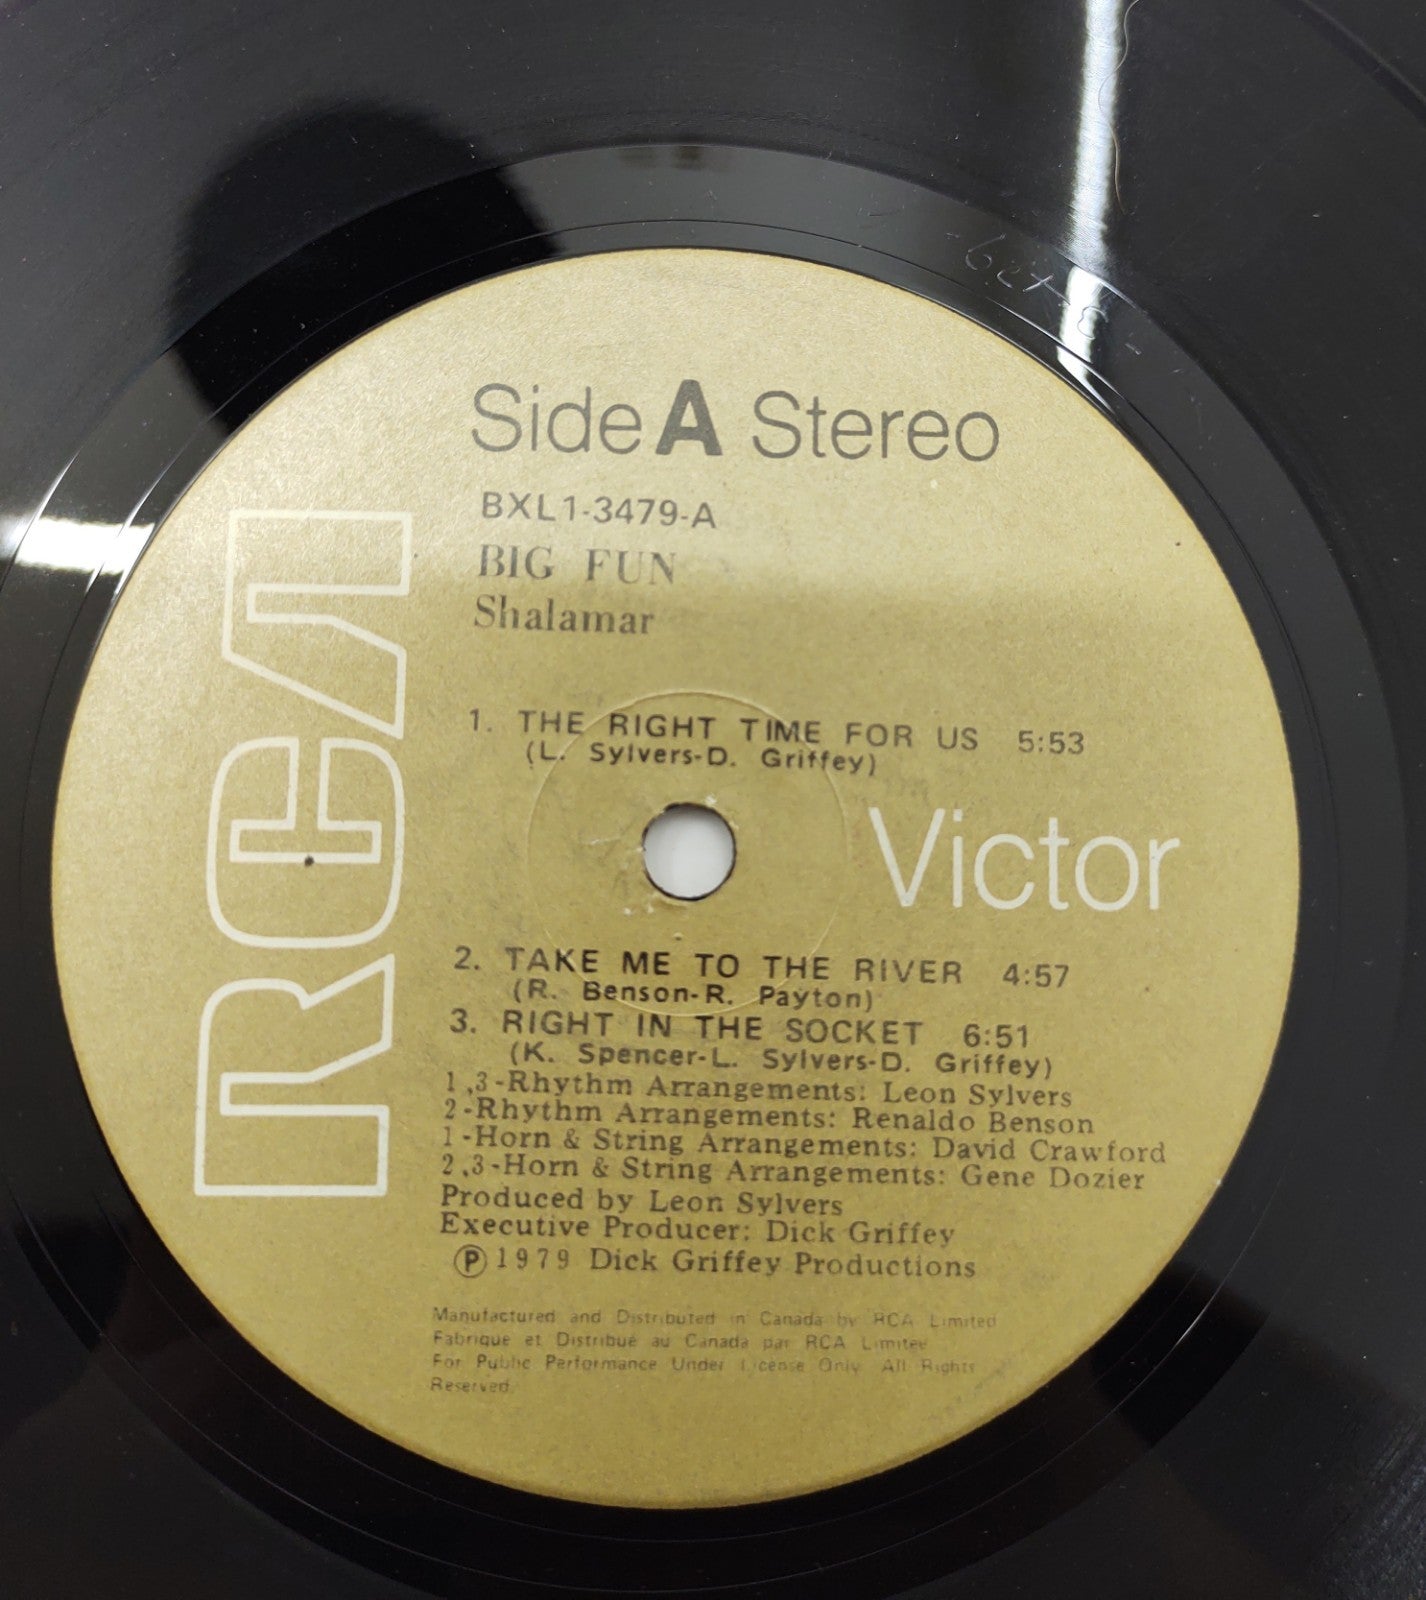 Side A Stereo
BXL1-3479-A
BIG FUN
Shalamar
1. THE RIGHT TIME FOR US 5:53
(L. Sylvers-D. Griffey)
RCA
Victor
2. TAKE ME TO THE RIVER 4:57
(R. Benson-R. Payton)
3. RIGHT IN THE SOCKET 6:51
(K. Spencer-L. Sylvers-D. Griffey)
1,3-Rhythm Arrangements: Leon Sylvers
2-Rhythm Arrangements: Renaldo Benson
1-Horn & String Arrangements: David Crawford
2,3-Horn & String Arrangements: Gene Dozier
Produced by Leon Sylvers
Executive Producer: Dick Griffey
℗ 1979 Dick Griffey Productions
Manufactured and Distributed in Canada by RCA Limited
Fabrique et Distribué au Canada par RCA Limitee
For Public Performance Under License Only. All Rights
Reserved.